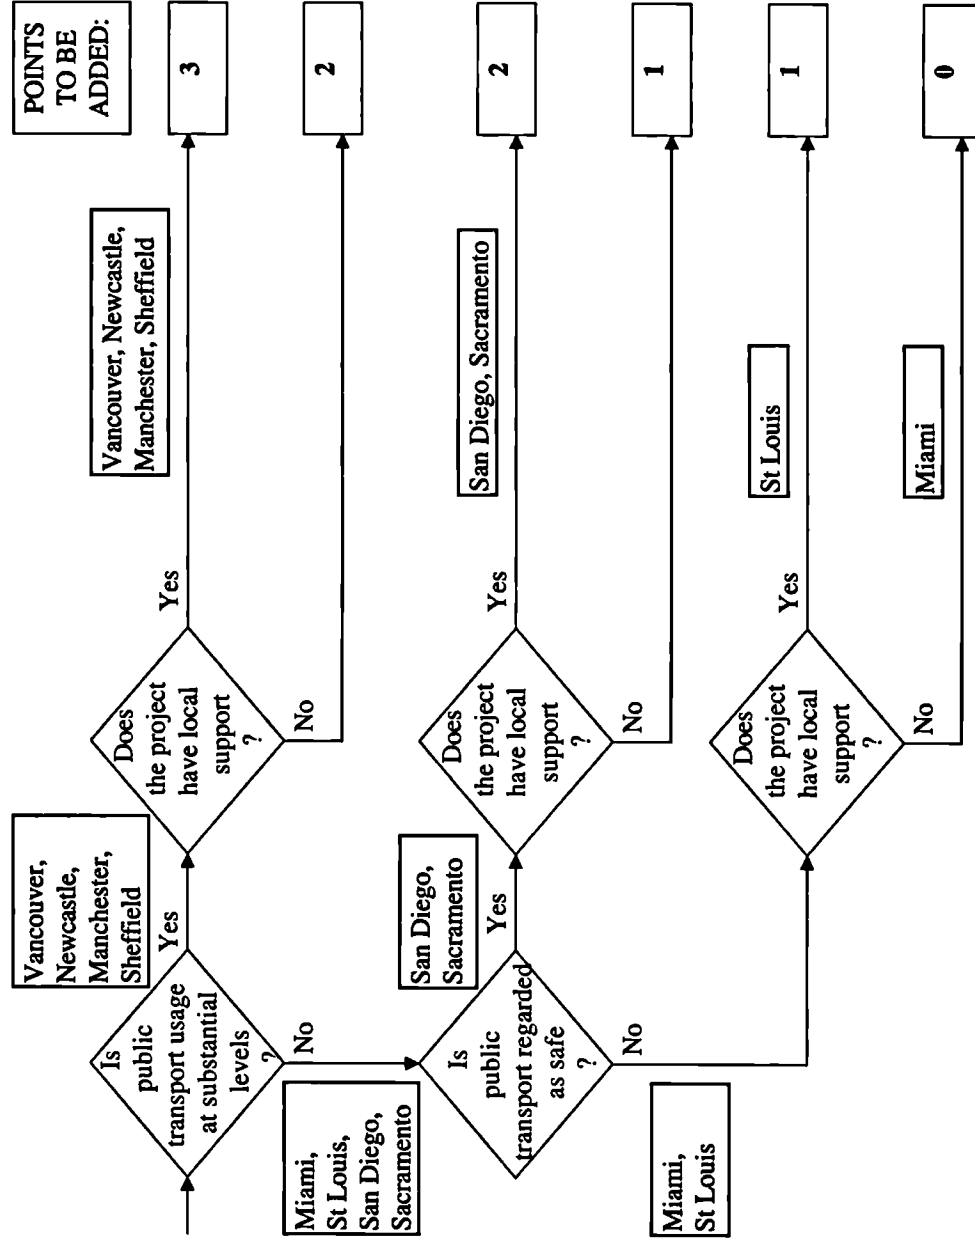 POINTS
TO BE
ADDED:
Vancouver,
Newcastle,
Manchester,
Sheffield
Is
public
transport usage
at substantial
levels
?
Yes
Does
the project
have local
support
?
Yes
Vancouver, Newcastle,
Manchester, Sheffield
3
No
2
No
Miami,
St Louis,
San Diego,
Sacramento
Is
public
transport regarded
as safe
?
San Diego,
Sacramento
Yes
Does
the project
have local
support
?
Yes
San Diego, Sacramento
2
No
1
No
Miami,
St Louis
Does
the project
have local
support
?
Yes
St Louis
1
No
Miami
0